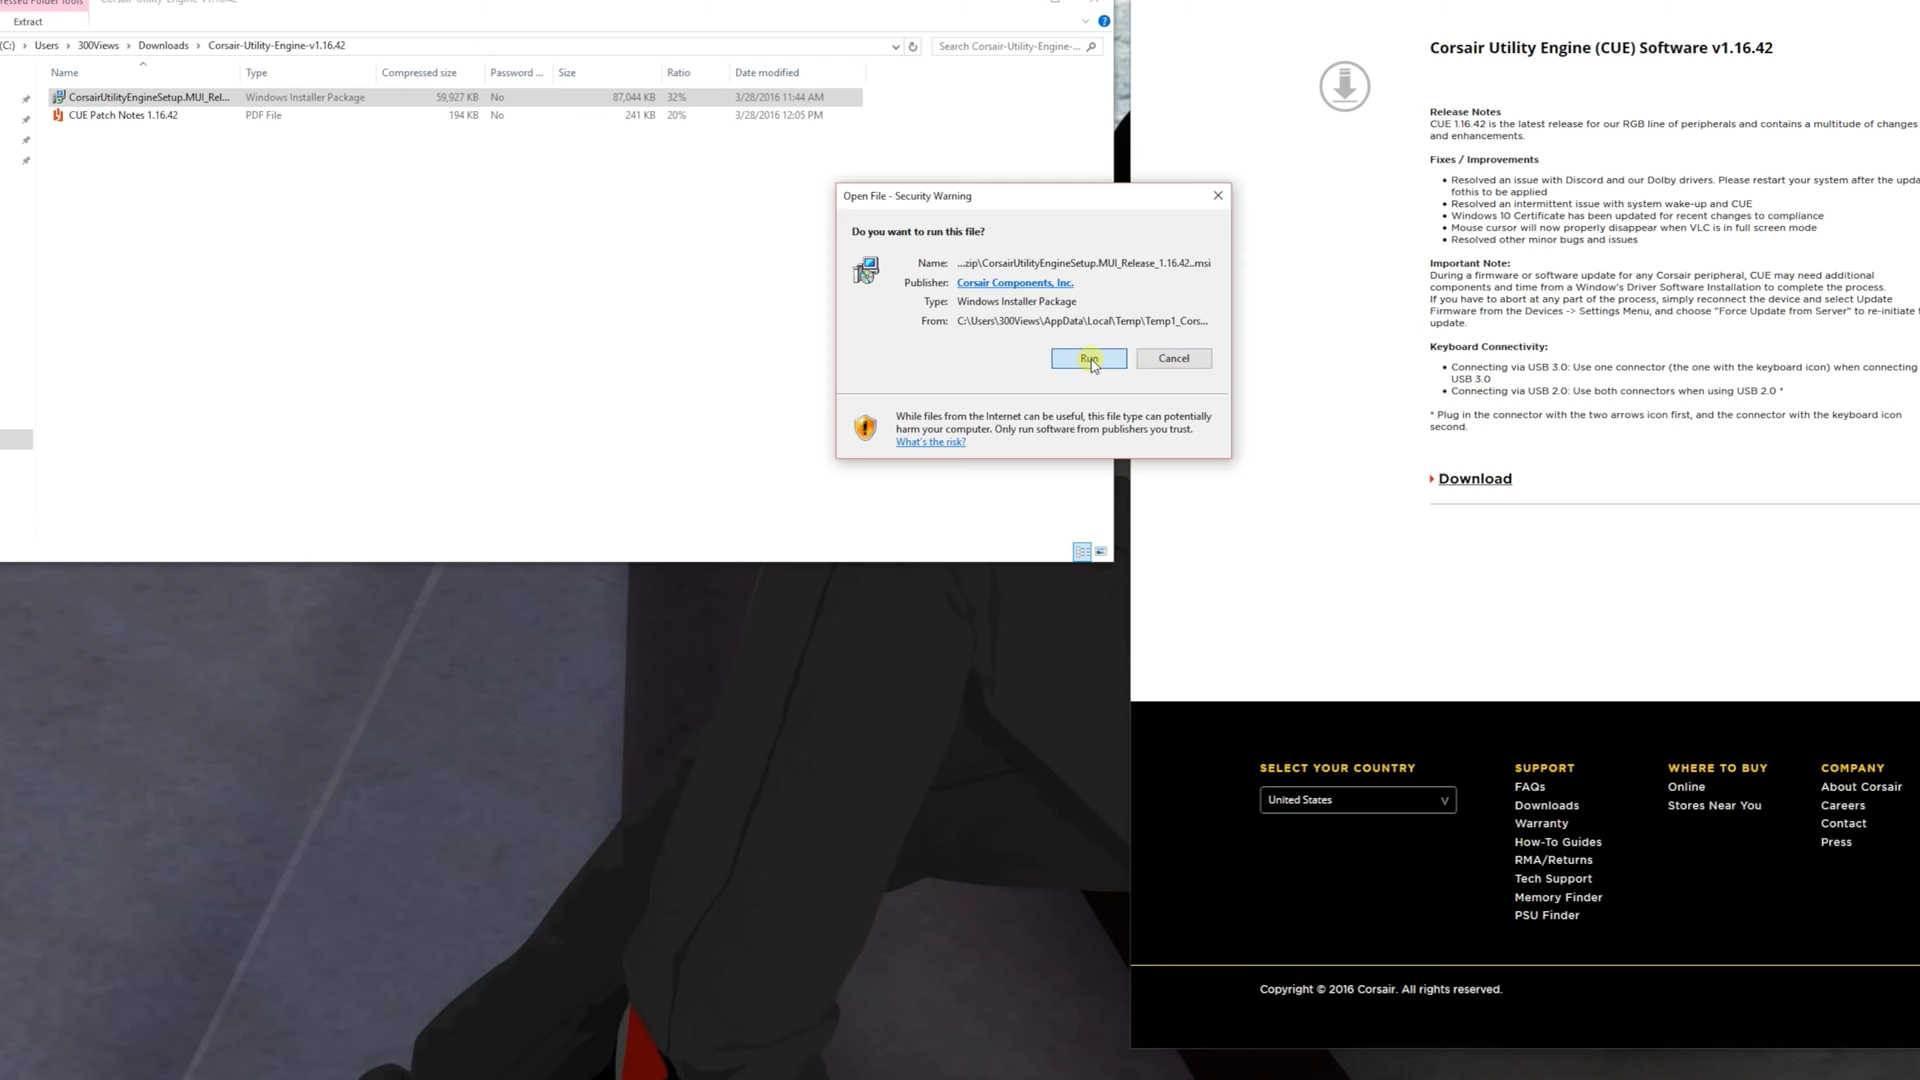 Extract
(C:) › Users › 300Views › Downloads › Corsair-Utility-Engine-v1.16.42
Search Corsair-Utility-Engine-...
Name Type Compressed size Password ... Size Ratio Date modified
CorsairUtilityEngineSetup.MUI_Rel... Windows Installer Package 59,927 KB No 87,044 KB 32% 3/28/2016 11:44 AM
CUE Patch Notes 1.16.42 PDF File 194 KB No 241 KB 20% 3/28/2016 12:05 PM
Open File - Security Warning
Do you want to run this file?
Name: ...zip\CorsairUtilityEngineSetup.MUI_Release_1.16.42..msi
Publisher: Corsair Components, Inc.
Type: Windows Installer Package
From: C:\Users\300Views\AppData\Local\Temp\Temp1_Cors...
Run Cancel
While files from the Internet can be useful, this file type can potentially
harm your computer. Only run software from publishers you trust.
What's the risk?
Corsair Utility Engine (CUE) Software v1.16.42
Release Notes
CUE 1.16.42 is the latest release for our RGB line of peripherals and contains a multitude of changes
and enhancements.
Fixes / Improvements
• Resolved an issue with Discord and our Dolby drivers. Please restart your system after the upda
fothis to be applied
• Resolved an intermittent issue with system wake-up and CUE
• Windows 10 Certificate has been updated for recent changes to compliance
• Mouse cursor will now properly disappear when VLC is in full screen mode
• Resolved other minor bugs and issues
Important Note:
During a firmware or software update for any Corsair peripheral, CUE may need additional
components and time from a Window's Driver Software Installation to complete the process.
If you have to abort at any part of the process, simply reconnect the device and select Update
Firmware from the Devices -> Settings Menu, and choose "Force Update from Server" to re-initiate t
update.
Keyboard Connectivity:
• Connecting via USB 3.0: Use one connector (the one with the keyboard icon) when connecting
USB 3.0
• Connecting via USB 2.0: Use both connectors when using USB 2.0 *
* Plug in the connector with the two arrows icon first, and the connector with the keyboard icon
second.
Download
SELECT YOUR COUNTRY
United States V
SUPPORT
FAQs
Downloads
Warranty
How-To Guides
RMA/Returns
Tech Support
Memory Finder
PSU Finder
WHERE TO BUY
Online
Stores Near You
COMPANY
About Corsair
Careers
Contact
Press
Copyright © 2016 Corsair. All rights reserved.